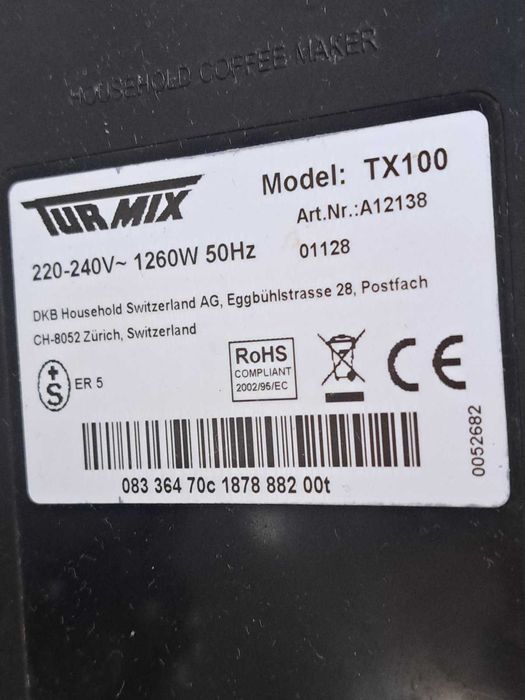 HOUSEHOLD COFFEE MAKER
TURMIX
Model: TX100
Art.Nr.:A12138
220-240V~ 1260W 50Hz
01128
DKB Household Switzerland AG, Eggbühlstrasse 28, Postfach
CH-8052 Zürich, Switzerland
+
S
ER 5
RoHS
COMPLIANT
2002/95/EC
CE
0052682
083 364 70c 1878 882 00t